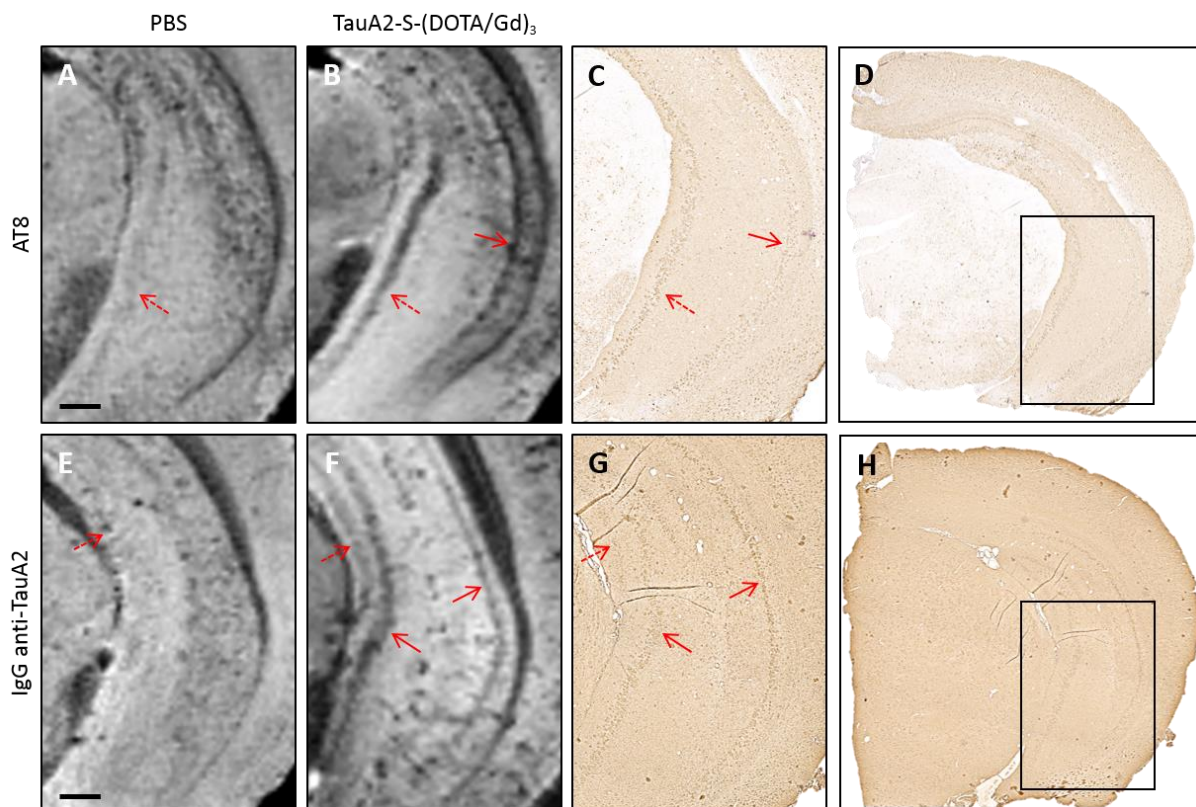 PBS
TauA2-S-(DOTA/Gd)₃
AT8
A
B
C
D
IgG anti-TauA2
E
F
G
H